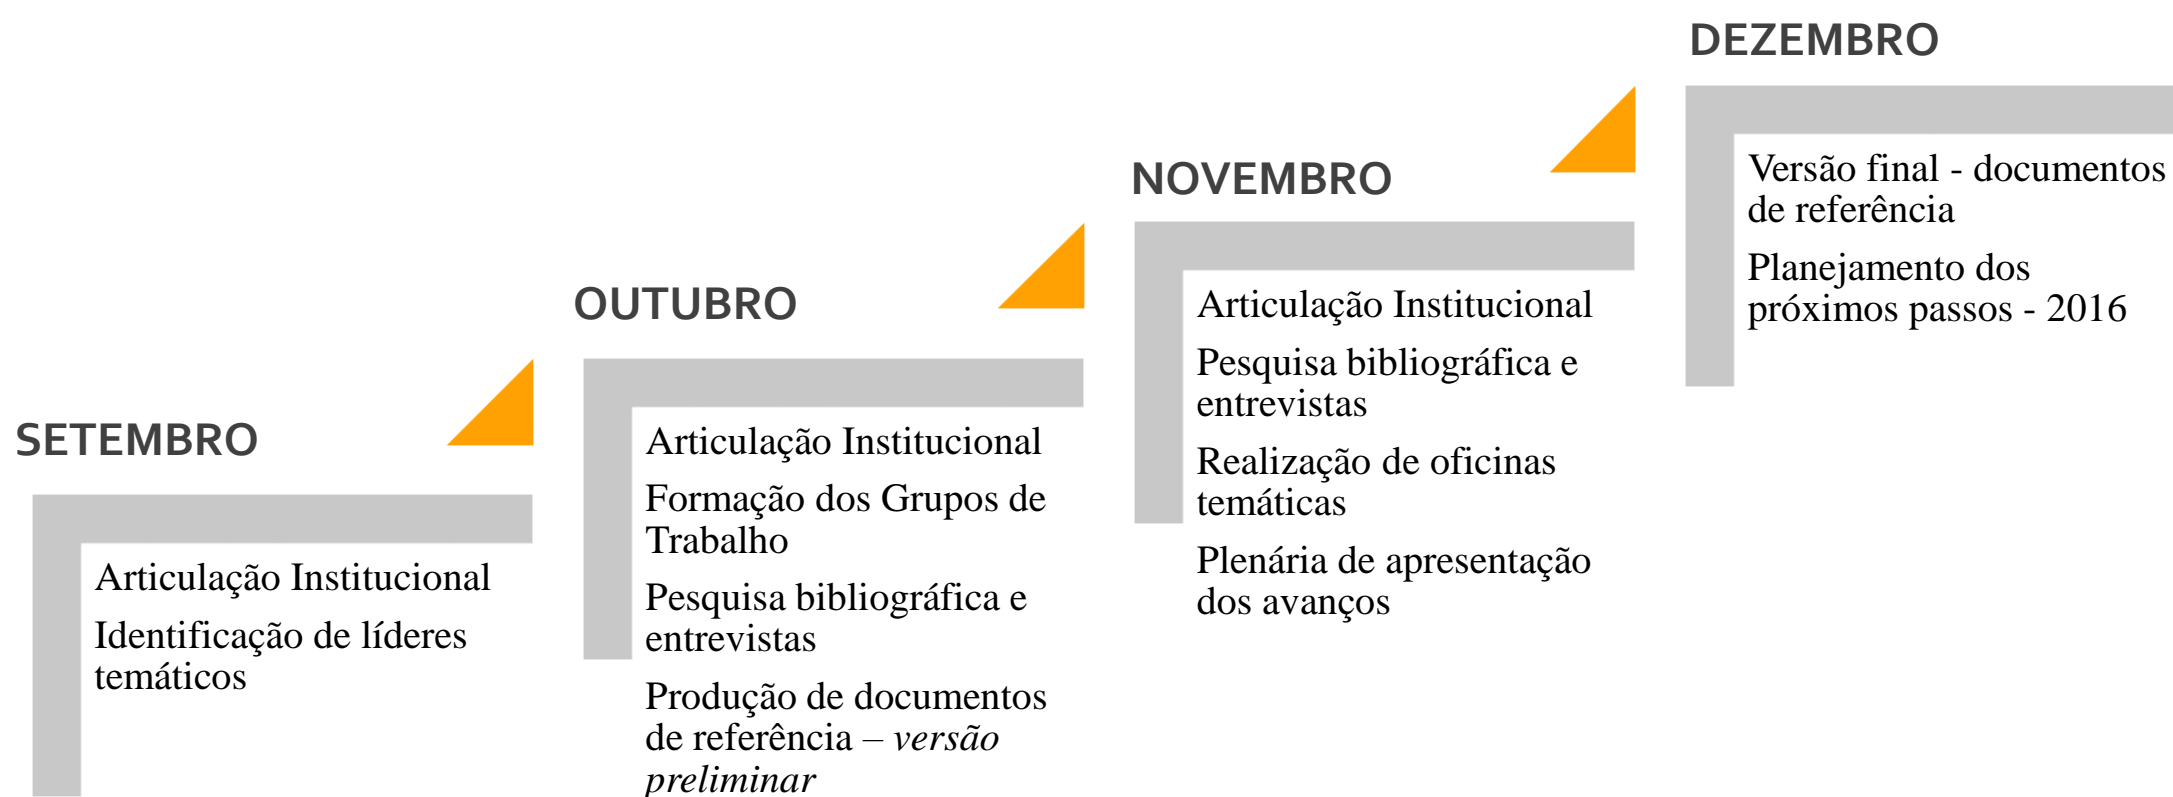 SETEMBRO
Articulação Institucional
Identificação de líderes
temáticos
OUTUBRO
Articulação Institucional
Formação dos Grupos de
Trabalho
Pesquisa bibliográfica e
entrevistas
Produção de documentos
de referência – versão
preliminar
NOVEMBRO
Articulação Institucional
Pesquisa bibliográfica e
entrevistas
Realização de oficinas
temáticas
Plenária de apresentação
dos avanços
DEZEMBRO
Versão final - documentos
de referência
Planejamento dos
próximos passos - 2016